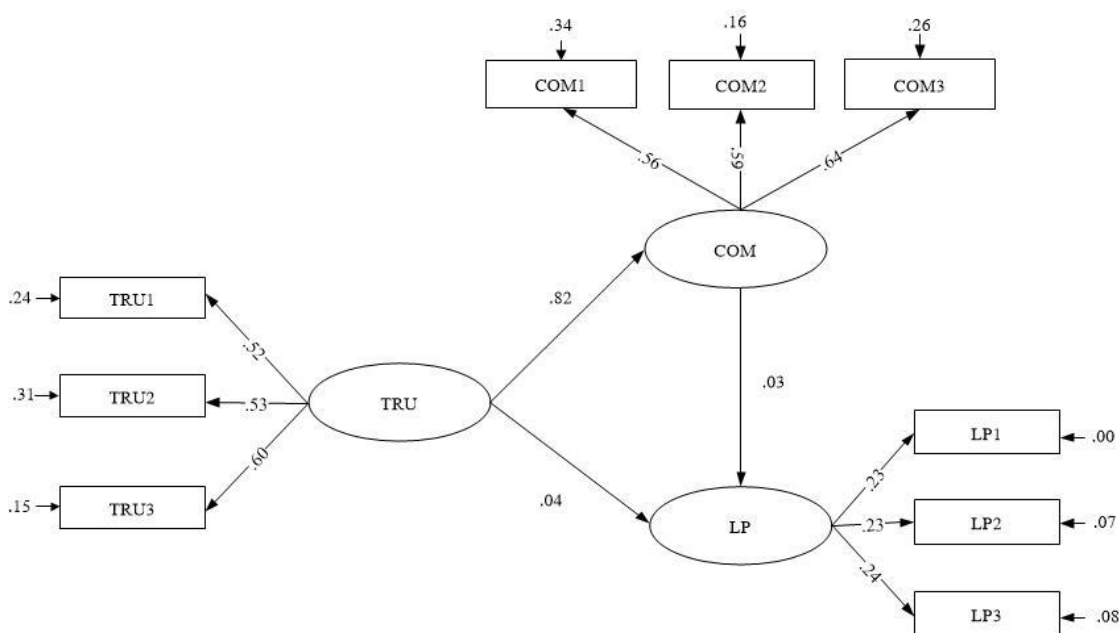 .34 .16 .26
COM1 COM2 COM3
.56 .59 .64
COM
.82
.24 TRU1
.52
.31 TRU2 .53 TRU
.03
.15 TRU3 .60
.04
LP
LP1 .00
.23
LP2 .07
.23
.24
LP3 .08